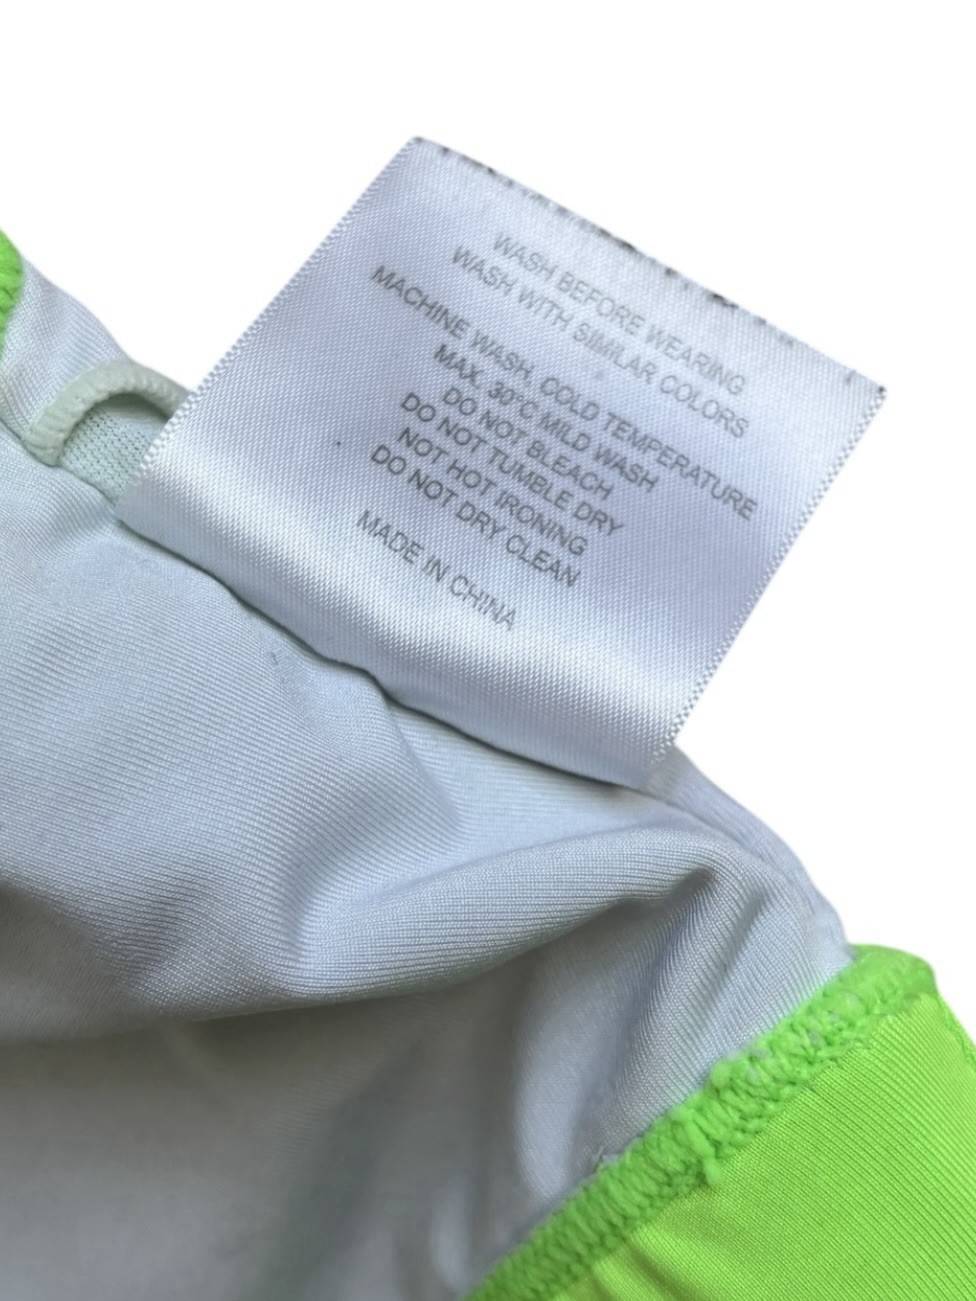 WASH BEFORE WEARING
WASH WITH SIMILAR COLORS
MACHINE WASH, COLD TEMPERATURE
MAX. 30°C MILD WASH
DO NOT BLEACH
DO NOT TUMBLE DRY
NOT HOT IRONING
DO NOT DRY CLEAN
MADE IN CHINA